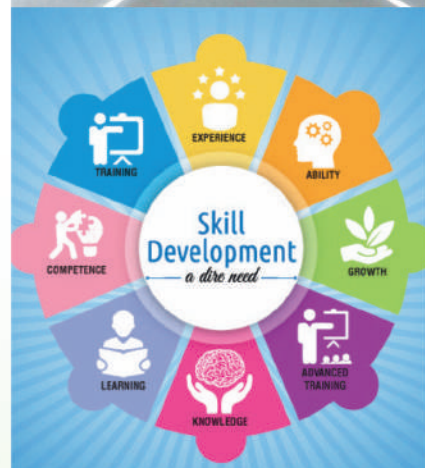 Skill
Development
a dire need
EXPERIENCE
ABILITY
GROWTH
ADVANCED
TRAINING
KNOWLEDGE
LEARNING
COMPETENCE
TRAINING